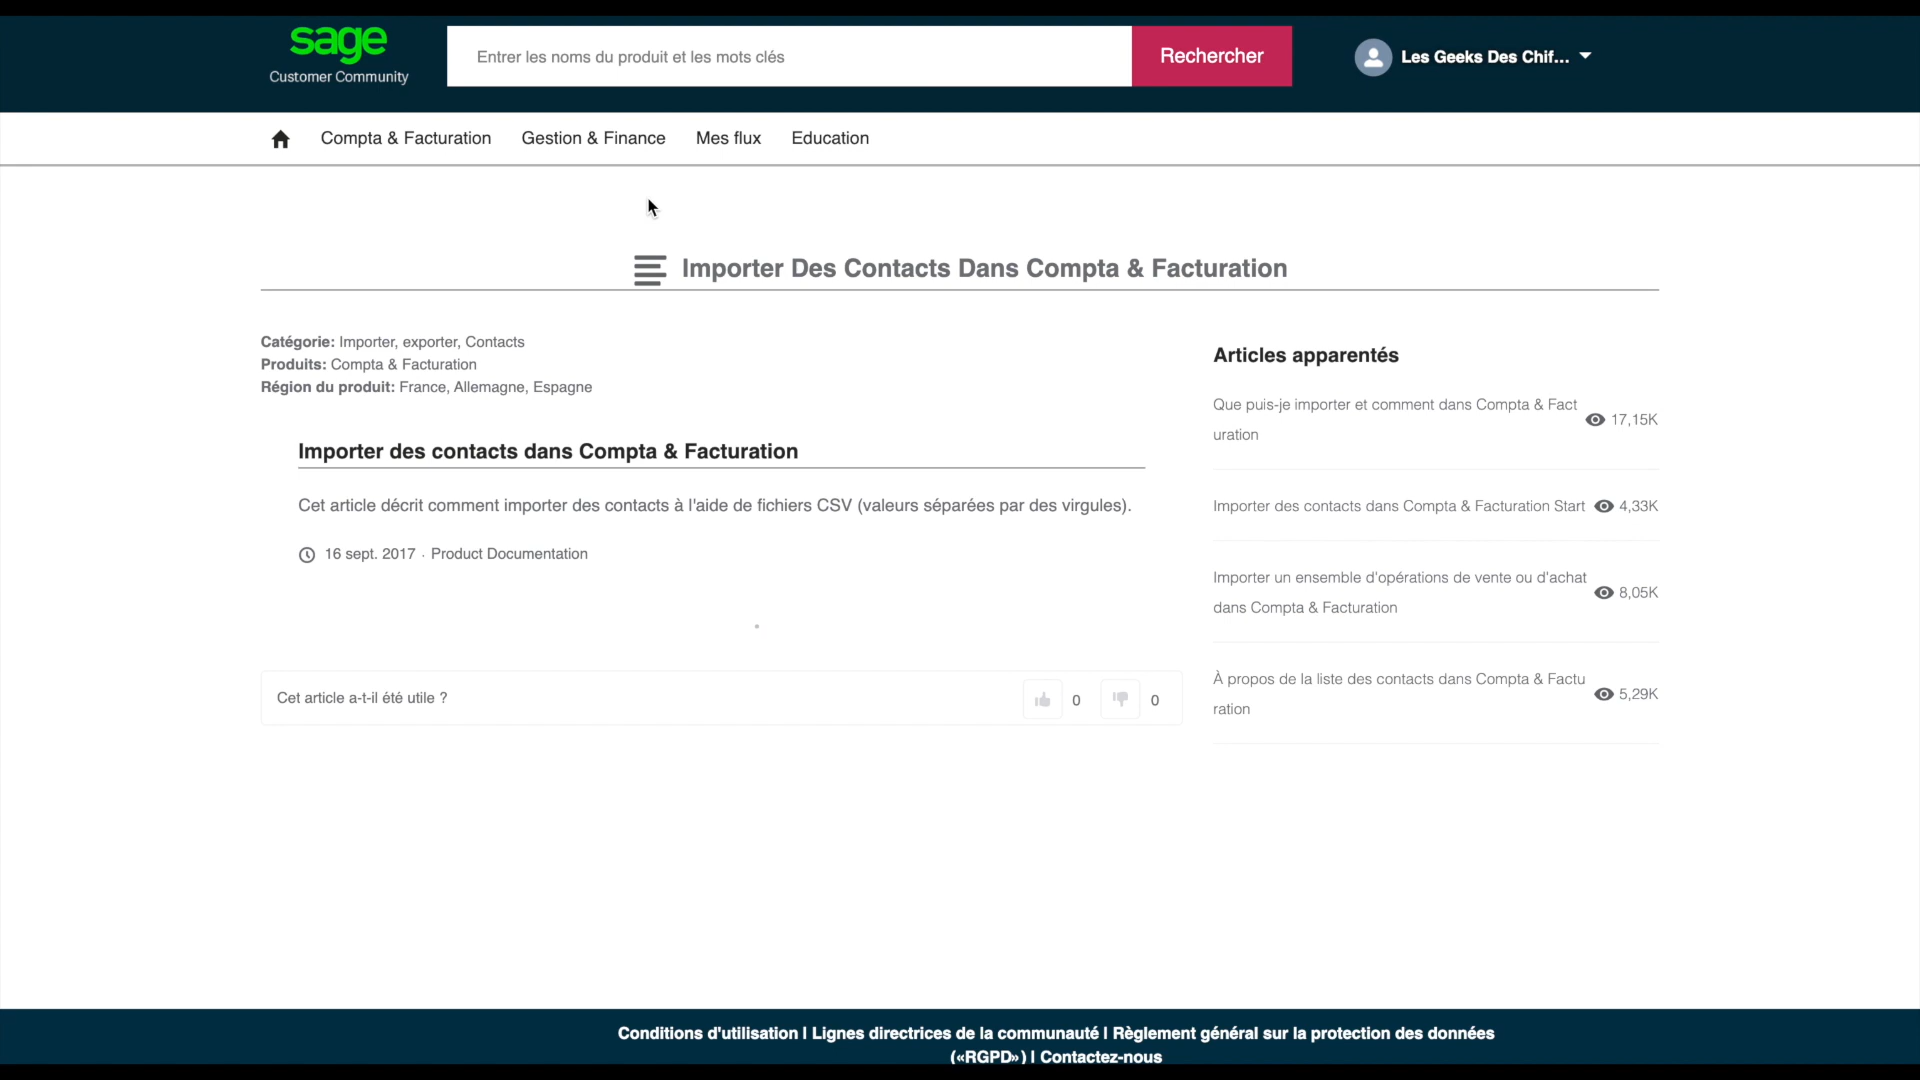 sage
Customer Community
Entrer les noms du produit et les mots clés
Rechercher
Les Geeks Des Chif...
Compta & Facturation
Gestion & Finance
Mes flux
Education
Importer Des Contacts Dans Compta & Facturation
Catégorie: Importer, exporter, Contacts
Produits: Compta & Facturation
Région du produit: France, Allemagne, Espagne
Importer des contacts dans Compta & Facturation
Cet article décrit comment importer des contacts à l'aide de fichiers CSV (valeurs séparées par des virgules).
16 sept. 2017 · Product Documentation
Cet article a-t-il été utile ?
0
0
Articles apparentés
Que puis-je importer et comment dans Compta & Fact
uration
17,15K
Importer des contacts dans Compta & Facturation Start
4,33K
Importer un ensemble d'opérations de vente ou d'achat
dans Compta & Facturation
8,05K
À propos de la liste des contacts dans Compta & Factu
ration
5,29K
Conditions d'utilisation I Lignes directrices de la communauté I Règlement général sur la protection des données
(«RGPD») I Contactez-nous